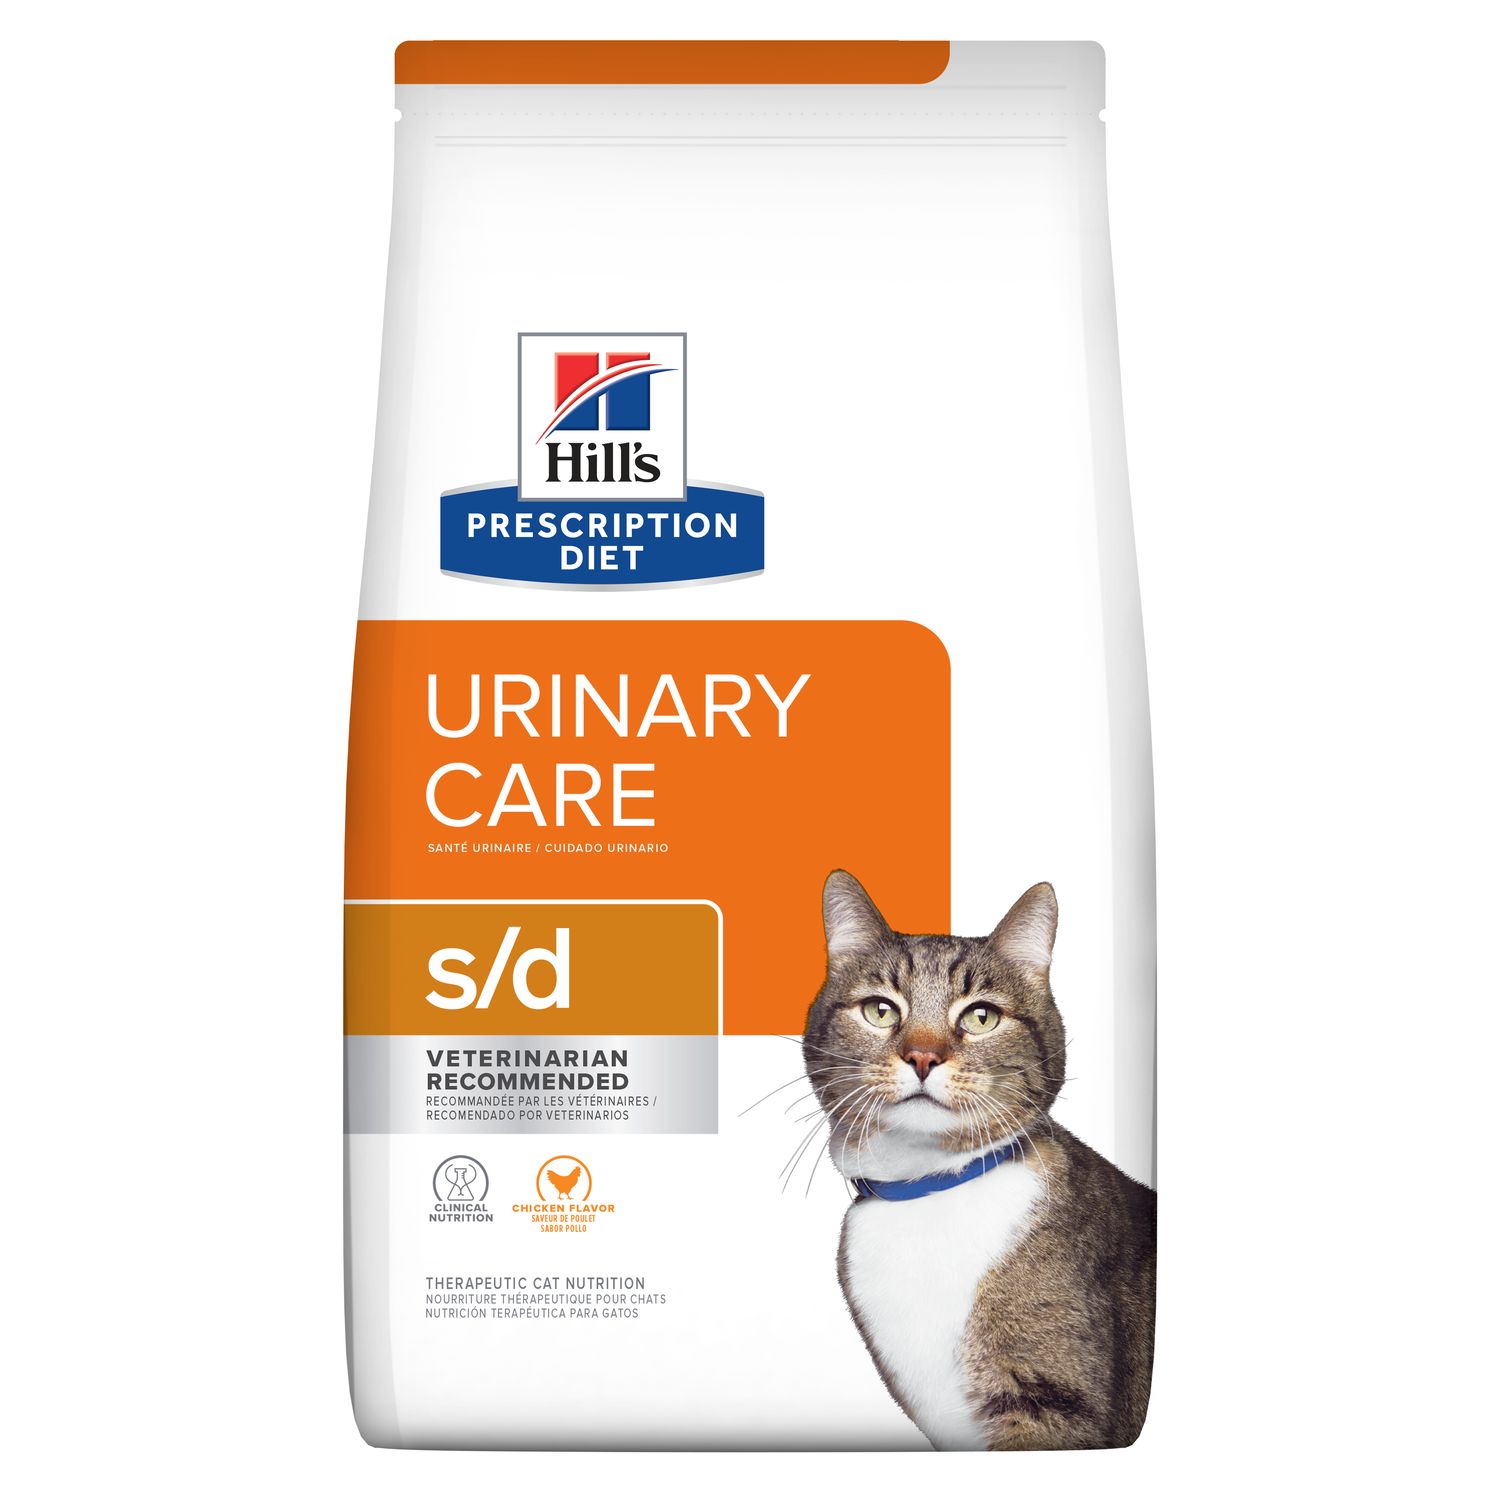 Hill's
PRESCRIPTION
DIET
URINARY
CARE
SANTÉ URINAIRE / CUIDADO URINARIO
s/d
VETERINARIAN
RECOMMENDED
RECOMMANDÉE PAR LES VÉTÉRINAIRES /
RECOMENDADO POR VETERINARIOS
CLINICAL
NUTRITION
CHICKEN FLAVOR
SAVEUR DE POULET
SABOR POLLO
THERAPEUTIC CAT NUTRITION
NOURRITURE THÉRAPEUTIQUE POUR CHATS
NUTRICIÓN TERAPÉUTICA PARA GATOS